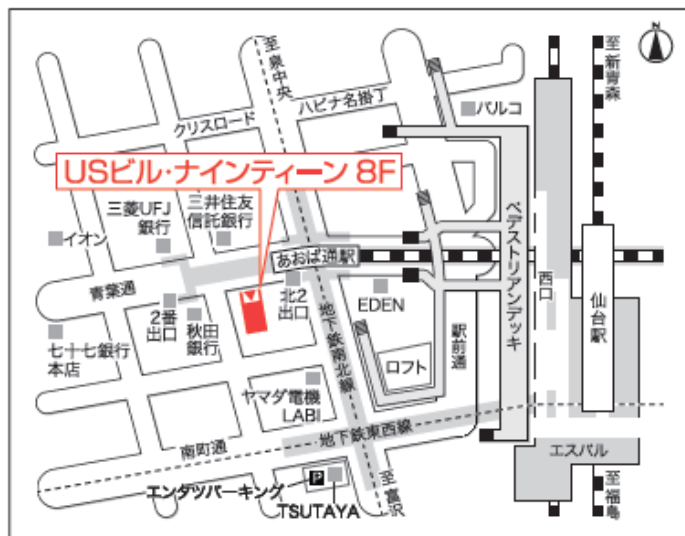 至泉中央
至新青森
パルコ
ハピナ名掛丁
クリスロード
USビル・ナインティーン 8F
三井住友
信託銀行
三菱UFJ
銀行
イオン
あおば通駅
ペデストリアンデッキ
西口
仙台駅
青葉通
北2
出口
EDEN
2番
出口
秋田
銀行
地下鉄南北線
駅前通
七十七銀行
本店
ロフト
ヤマダ電機
LABI
地下鉄東西線
南町通
エスパル
P
エンタツパーキング
TSUTAYA
至富沢
至福島